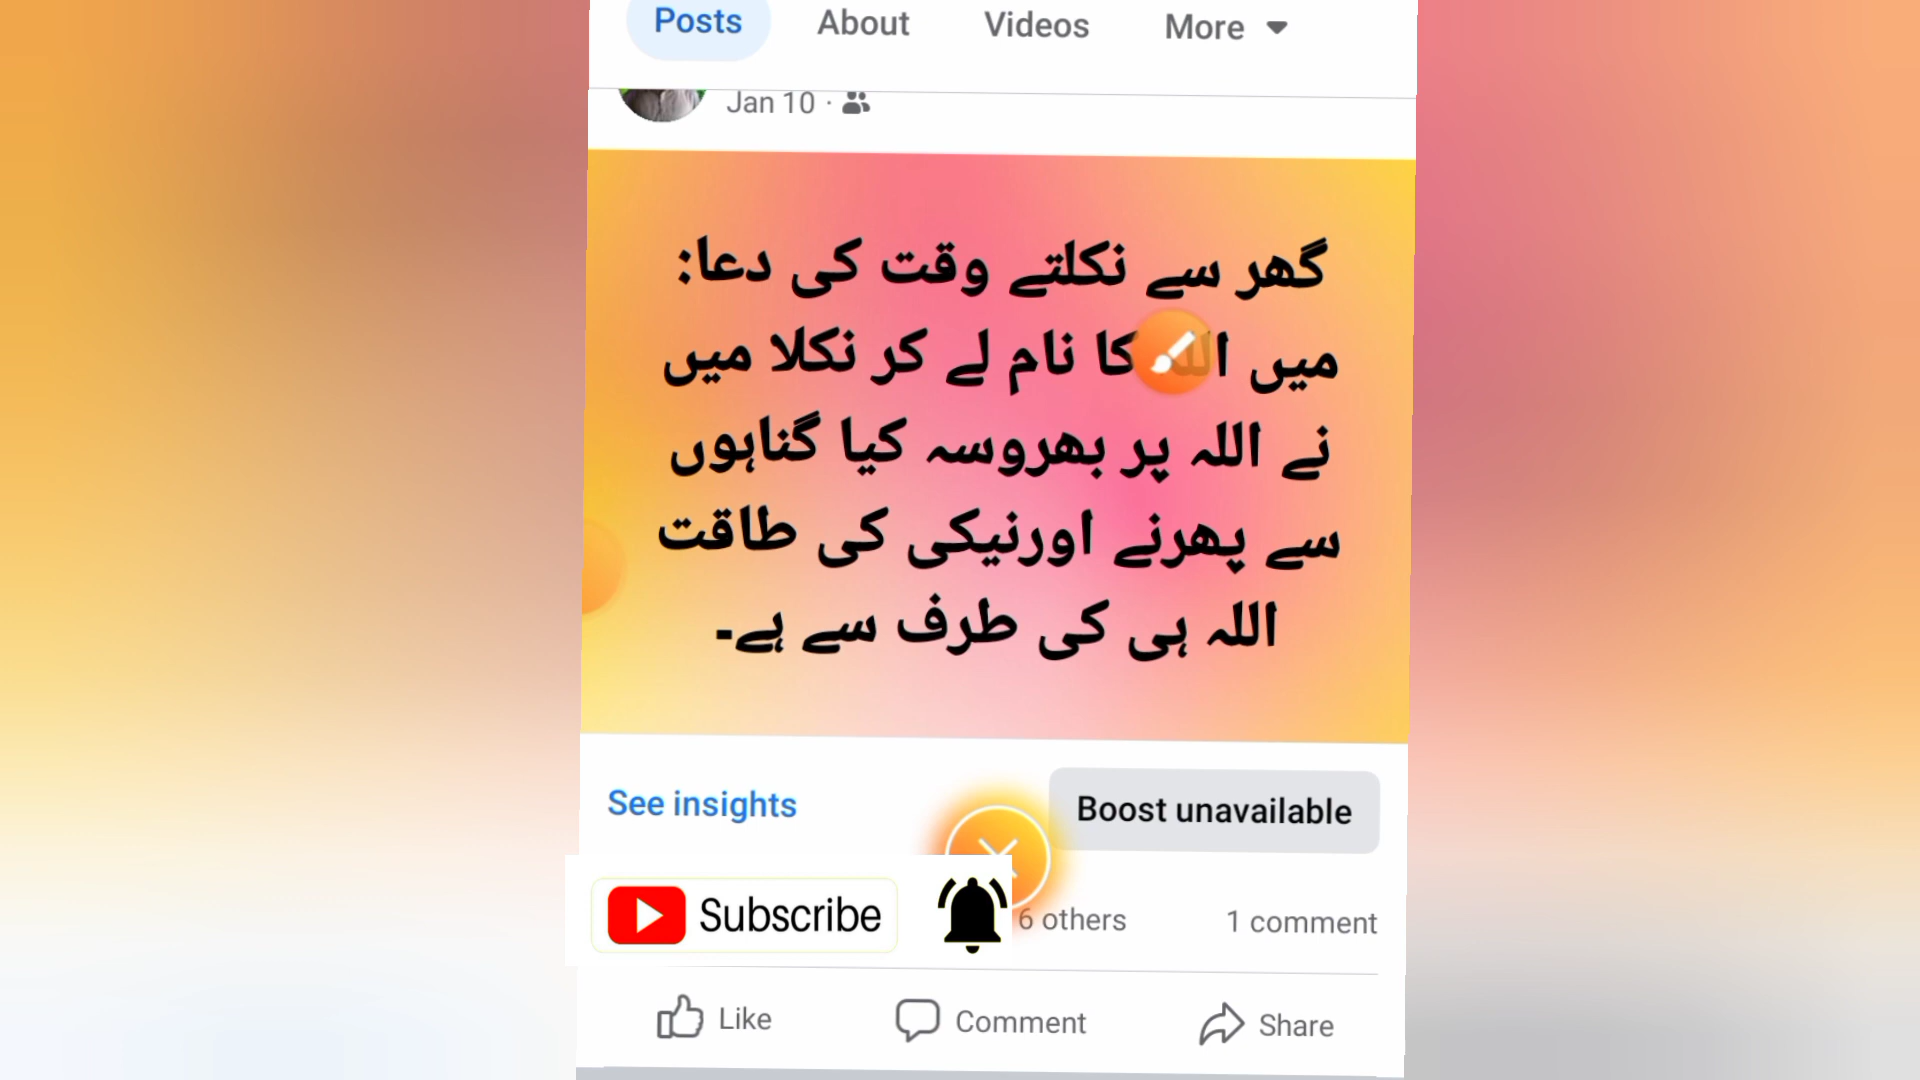 Posts About Videos More
Jan 10 ·
گھر سے نکلتے وقت کی دعا:
میں اللہ کا نام لے کر نکلا میں
نے اللہ پر بھروسہ کیا گناہوں
سے پھرنے اورنیکی کی طاقت
اللہ ہی کی طرف سے ہے۔
See insights Boost unavailable
Subscribe 6 others 1 comment
Like Comment Share